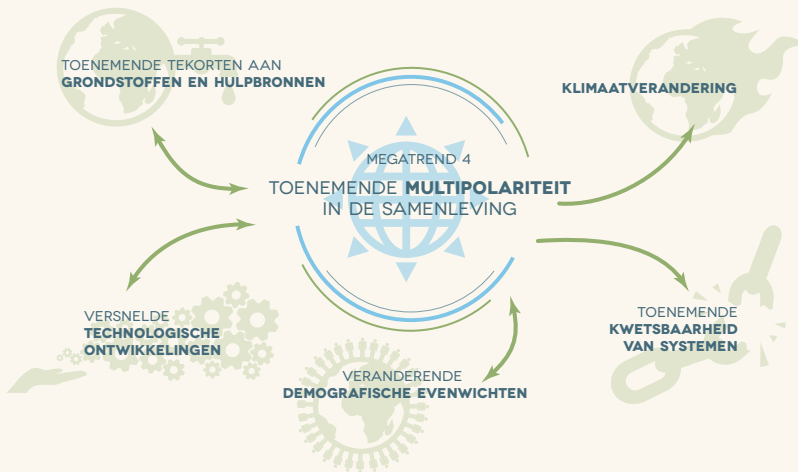 TOENEMENDE TEKORTEN AAN
GRONDSTOFFEN EN HULPBRONNEN
KLIMAATVERANDERING
MEGATREND 4
TOENEMENDE MULTIPOLARITEIT
IN DE SAMENLEVING
VERSNELDE
TECHNOLOGISCHE
ONTWIKKELINGEN
TOENEMENDE
KWETSBAARHEID
VAN SYSTEMEN
VERANDERENDE
DEMOGRAFISCHE EVENWICHTEN